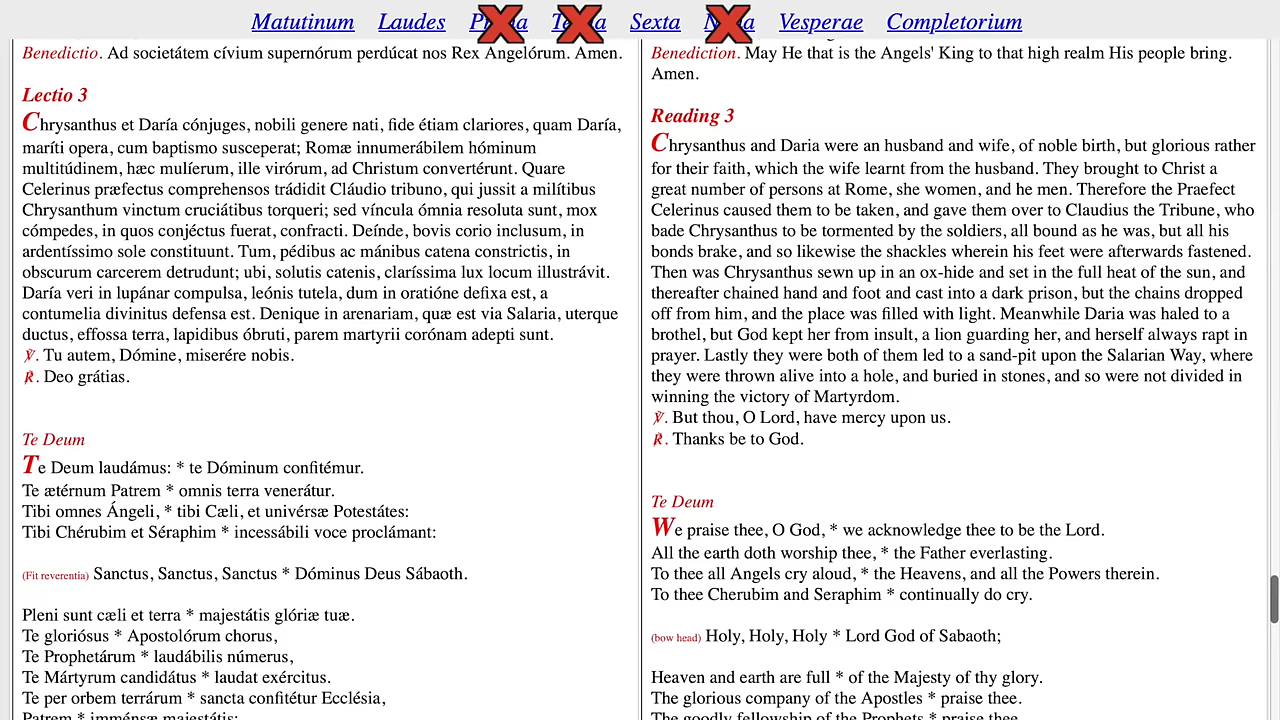 Matutinum Laudes Sexta Vesperae Completorium
Benedictio. Ad societátem cívium supernórum perdúcat nos Rex Angelórum. Amen.
Lectio 3
Chrysanthus et Daría cónjuges, nobili genere nati, fide étiam clariores, quam Daría,
maríti opera, cum baptismo susceperat; Romæ innumerábilem hóminum
multitúdinem, hæc mulíerum, ille virórum, ad Christum convertérunt. Quare
Celerinus præfectus comprehensos trádidit Cláudio tribuno, qui jussit a milítibus
Chrysanthum vinctum cruciátibus torqueri; sed víncula ómnia resoluta sunt, mox
cómpedes, in quos conjéctus fuerat, confracti. Deínde, bovis corio inclusum, in
ardentíssimo sole constituunt. Tum, pédibus ac mánibus catena constrictis, in
obscurum carcerem detrudunt; ubi, solutis catenis, claríssima lux locum illustrávit.
Daría veri in lupánar compulsa, leónis tutela, dum in oratióne defixa est, a
contumelia divinitus defensa est. Denique in arenariam, quæ est via Salaria, uterque
ductus, effossa terra, lapidibus óbruti, parem martyrii corónam adepti sunt.
℣. Tu autem, Dómine, miserére nobis.
℟. Deo grátias.
Te Deum
Te Deum laudámus: * te Dóminum confitémur.
Te ætérnum Patrem * omnis terra venerátur.
Tibi omnes Ángeli, * tibi Cæli, et univérsæ Potestátes:
Tibi Chérubim et Séraphim * incessábili voce proclámant:
(Fit reverentia) Sanctus, Sanctus, Sanctus * Dóminus Deus Sábaoth.
Pleni sunt cæli et terra * majestátis glóriæ tuæ.
Te gloriósus * Apostolórum chorus,
Te Prophetárum * laudábilis númerus,
Te Mártyrum candidátus * laudat exércitus.
Te per orbem terrárum * sancta confitétur Ecclésia,
Patrem * imménsæ majestátis:
Benediction. May He that is the Angels' King to that high realm His people bring.
Amen.
Reading 3
Chrysanthus and Daria were an husband and wife, of noble birth, but glorious rather
for their faith, which the wife learnt from the husband. They brought to Christ a
great number of persons at Rome, she women, and he men. Therefore the Praefect
Celerinus caused them to be taken, and gave them over to Claudius the Tribune, who
bade Chrysanthus to be tormented by the soldiers, all bound as he was, but all his
bonds brake, and so likewise the shackles wherein his feet were afterwards fastened.
Then was Chrysanthus sewn up in an ox-hide and set in the full heat of the sun, and
thereafter chained hand and foot and cast into a dark prison, but the chains dropped
off from him, and the place was filled with light. Meanwhile Daria was haled to a
brothel, but God kept her from insult, a lion guarding her, and herself always rapt in
prayer. Lastly they were both of them led to a sand-pit upon the Salarian Way, where
they were thrown alive into a hole, and buried in stones, and so were not divided in
winning the victory of Martyrdom.
℣. But thou, O Lord, have mercy upon us.
℟. Thanks be to God.
Te Deum
We praise thee, O God, * we acknowledge thee to be the Lord.
All the earth doth worship thee, * the Father everlasting.
To thee all Angels cry aloud, * the Heavens, and all the Powers therein.
To thee Cherubim and Seraphim * continually do cry.
(bow head) Holy, Holy, Holy * Lord God of Sabaoth;
Heaven and earth are full * of the Majesty of thy glory.
The glorious company of the Apostles * praise thee.
The goodly fellowship of the Prophets * praise thee.